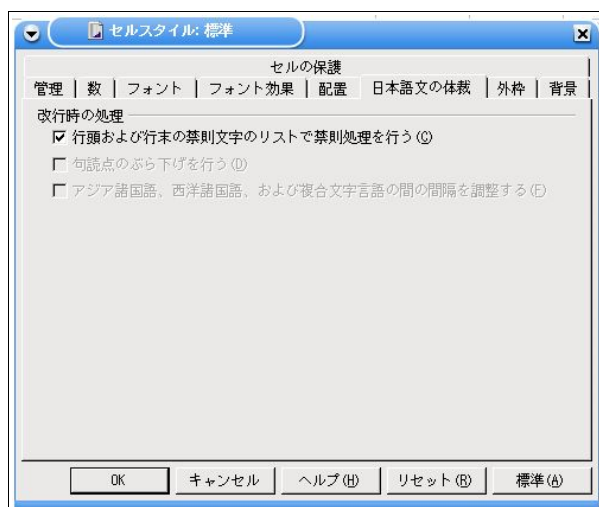 セルスタイル: 標準
セルの保護
管理 数 フォント フォント効果 配置 日本語文の体裁 外枠 背景
改行時の処理
行頭および行末の禁則文字のリストで禁則処理を行う(C)
句読点のぶら下げを行う(D)
アジア諸国語、西洋諸国語、および複合文字言語の間の間隔を調整する(E)
OK キャンセル ヘルプ(H) リセット(R) 標準(A)